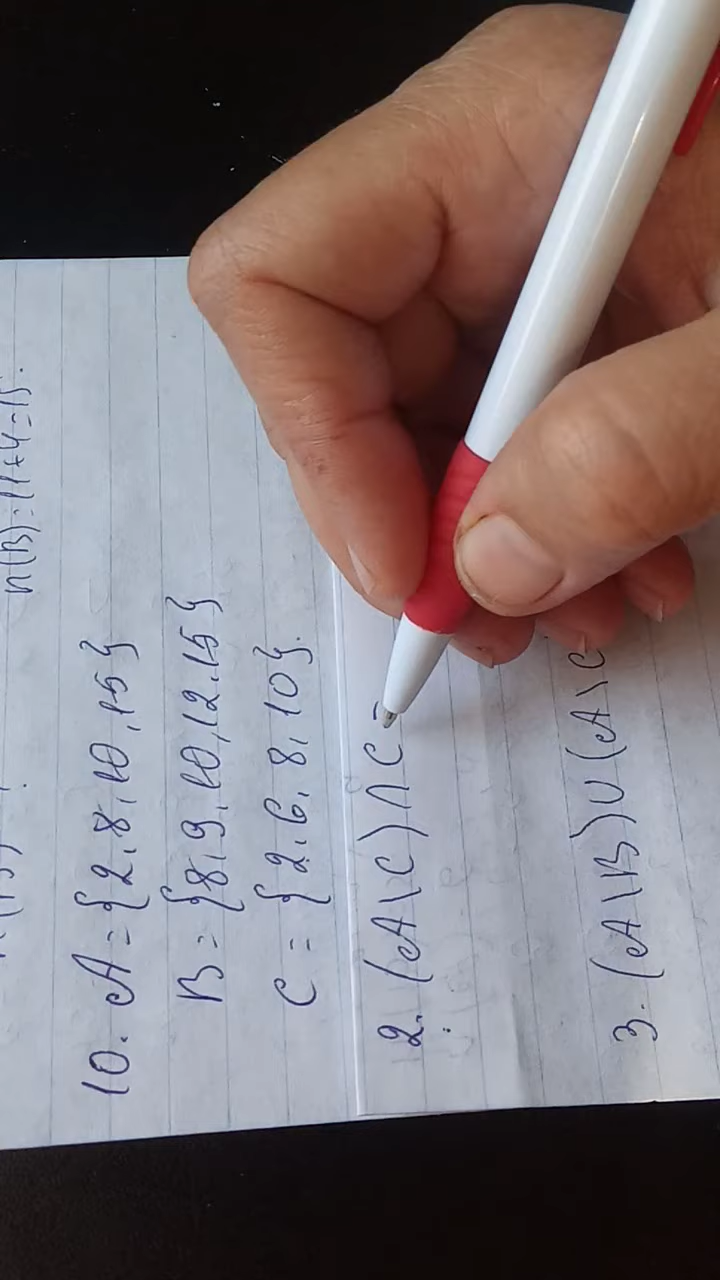 n(B)=11+4=15.
10. A={2,8,10,15}
B={8,9,10,12,15}
C={2,6,8,10}.
2. (A\C)∩C=
3. (A\B)∪(A\C